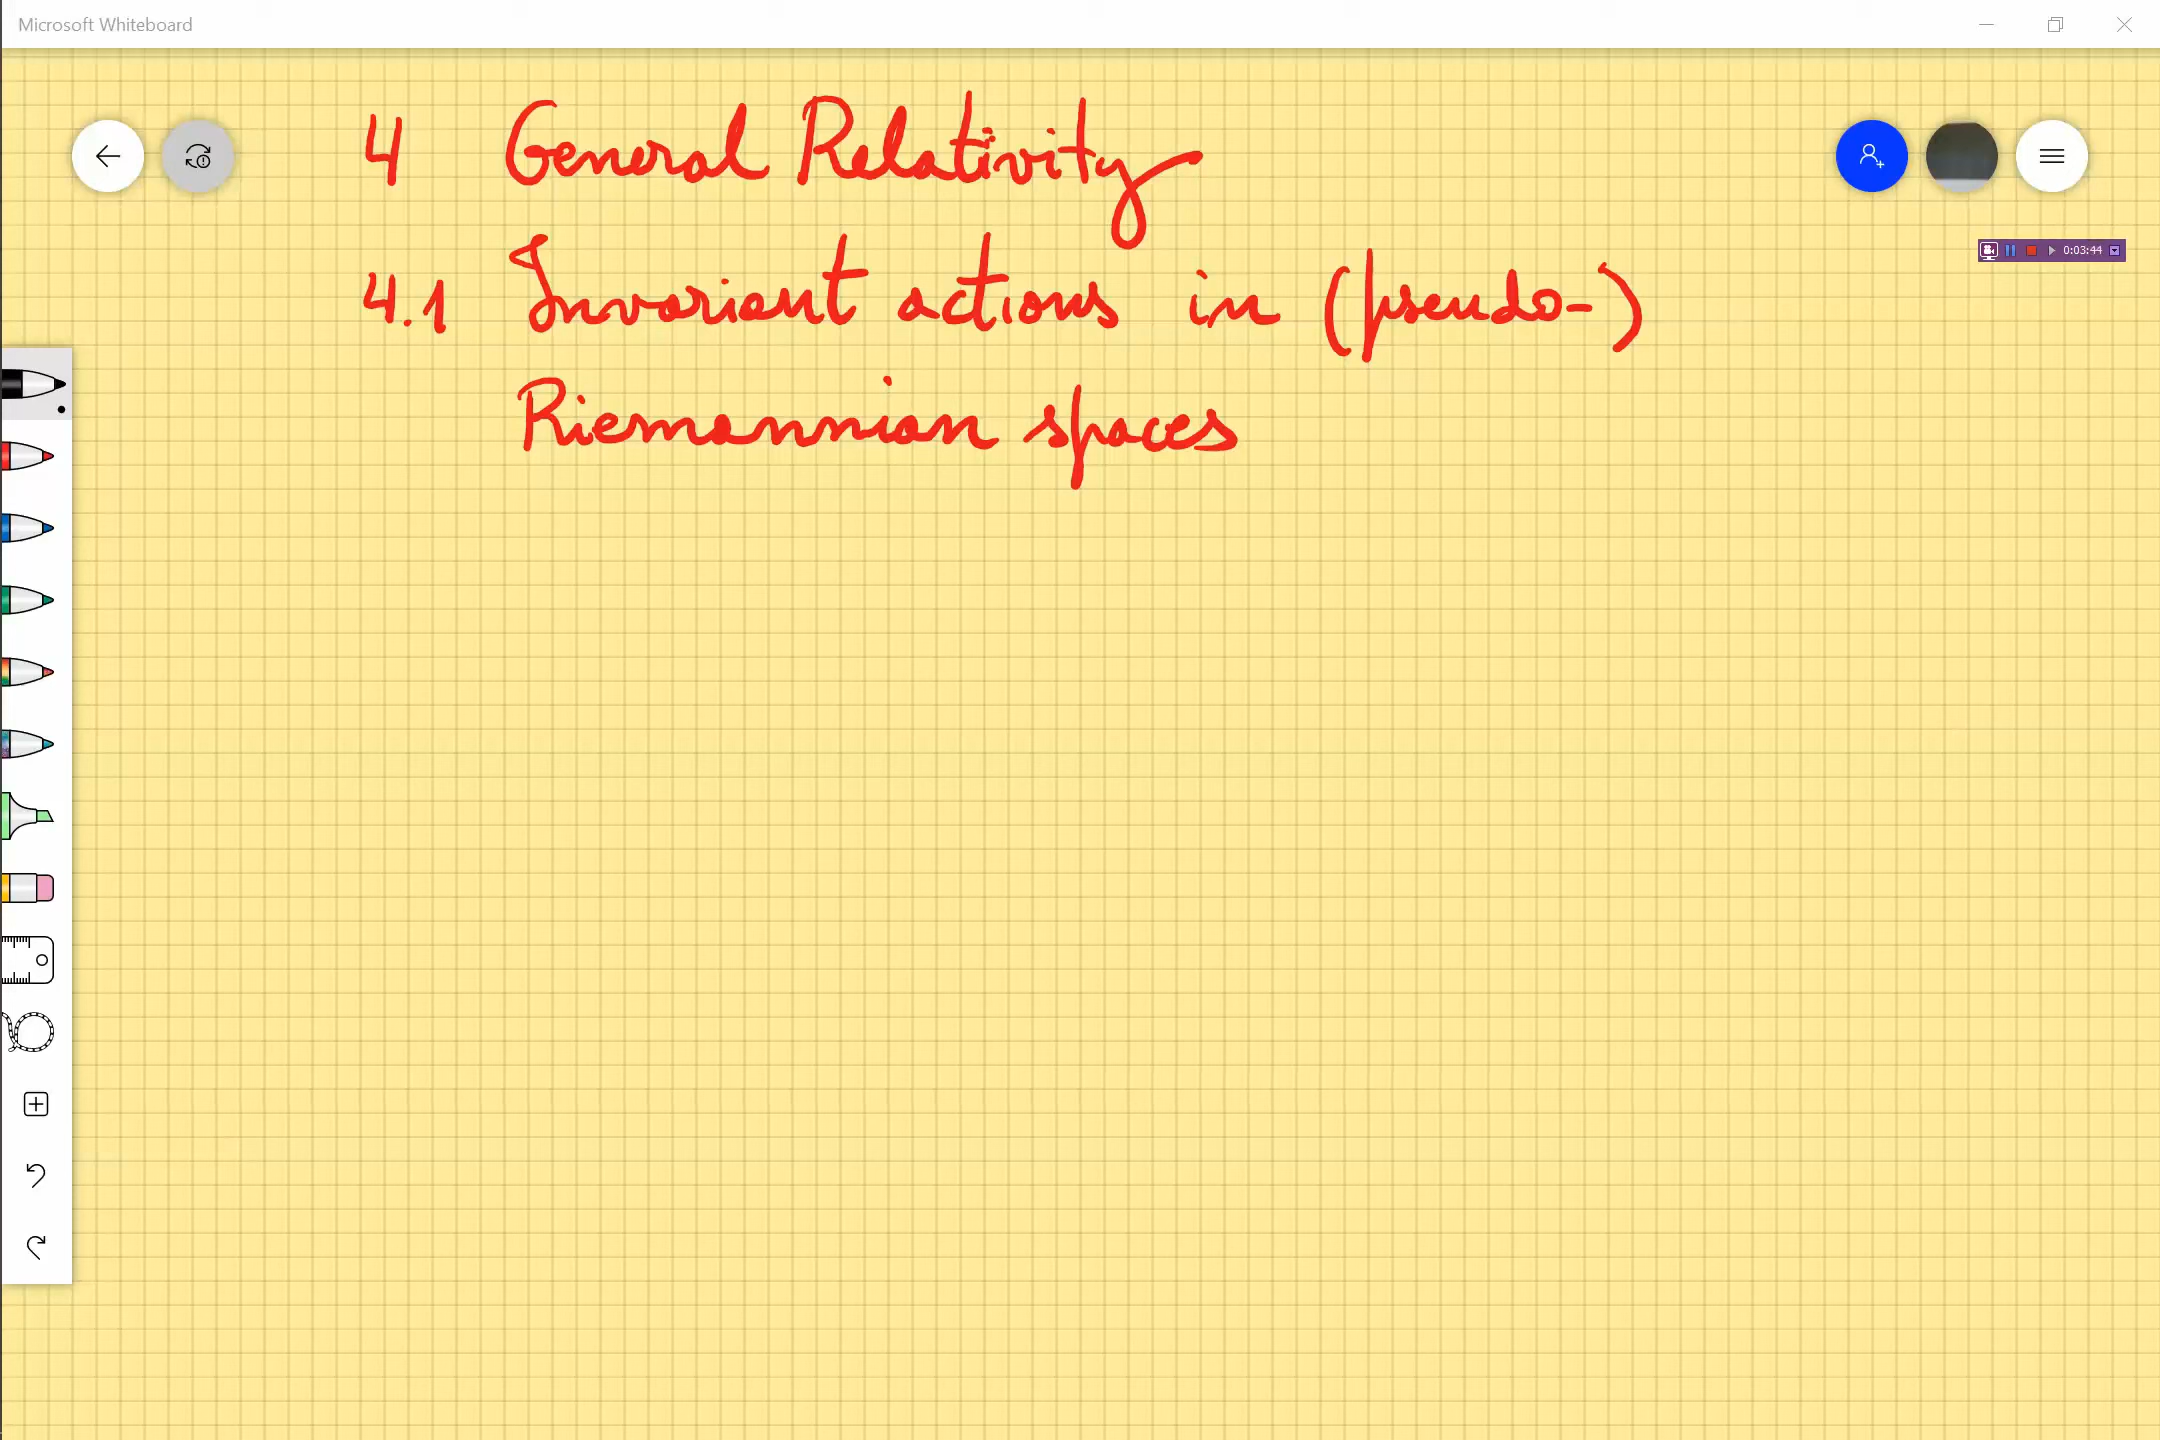 Microsoft Whiteboard
4 General Relativity
0:03:44
4.1 Invariant actions in (pseudo-)
Riemannian spaces